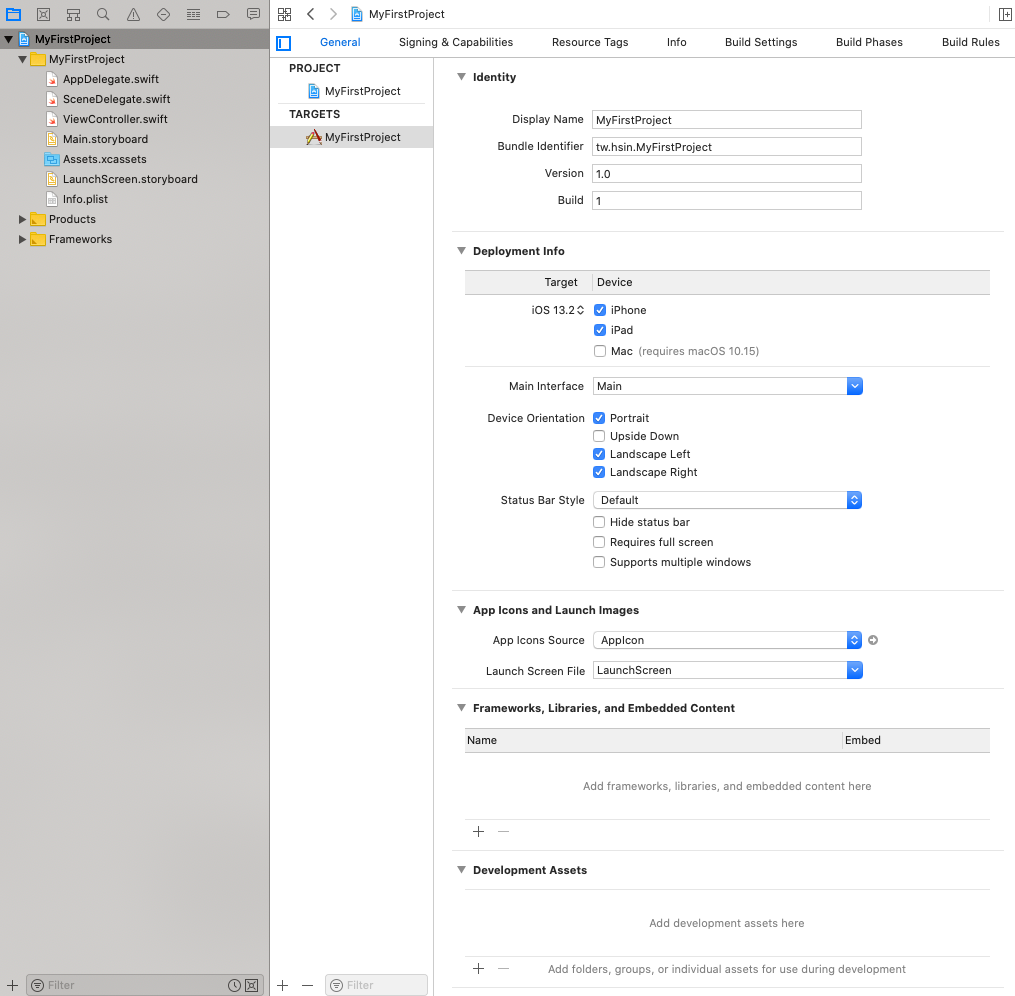 MyFirstProject
MyFirstProject
AppDelegate.swift
SceneDelegate.swift
ViewController.swift
Main.storyboard
Assets.xcassets
LaunchScreen.storyboard
Info.plist
Products
Frameworks
Filter
MyFirstProject
General Signing & Capabilities Resource Tags Info Build Settings Build Phases Build Rules
PROJECT
MyFirstProject
TARGETS
MyFirstProject
Filter
Identity
Display Name MyFirstProject
Bundle Identifier tw.hsin.MyFirstProject
Version 1.0
Build 1
Deployment Info
Target Device
iOS 13.2 iPhone
iPad
Mac (requires macOS 10.15)
Main Interface Main
Device Orientation Portrait
Upside Down
Landscape Left
Landscape Right
Status Bar Style Default
Hide status bar
Requires full screen
Supports multiple windows
App Icons and Launch Images
App Icons Source AppIcon
Launch Screen File LaunchScreen
Frameworks, Libraries, and Embedded Content
Name Embed
Add frameworks, libraries, and embedded content here
Development Assets
Add development assets here
Add folders, groups, or individual assets for use during development